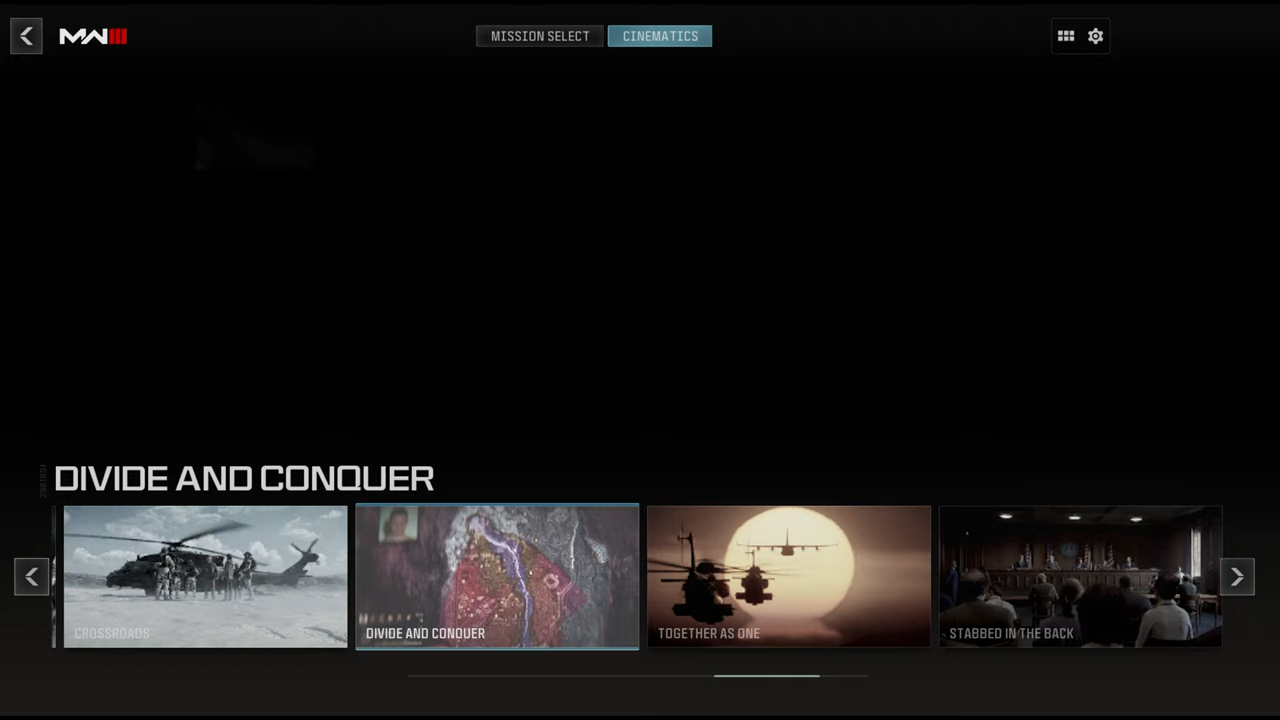 MWIII
MISSION SELECT
CINEMATICS
DIVIDE AND CONQUER
CROSSROADS
DIVIDE AND CONQUER
TOGETHER AS ONE
STABBED IN THE BACK